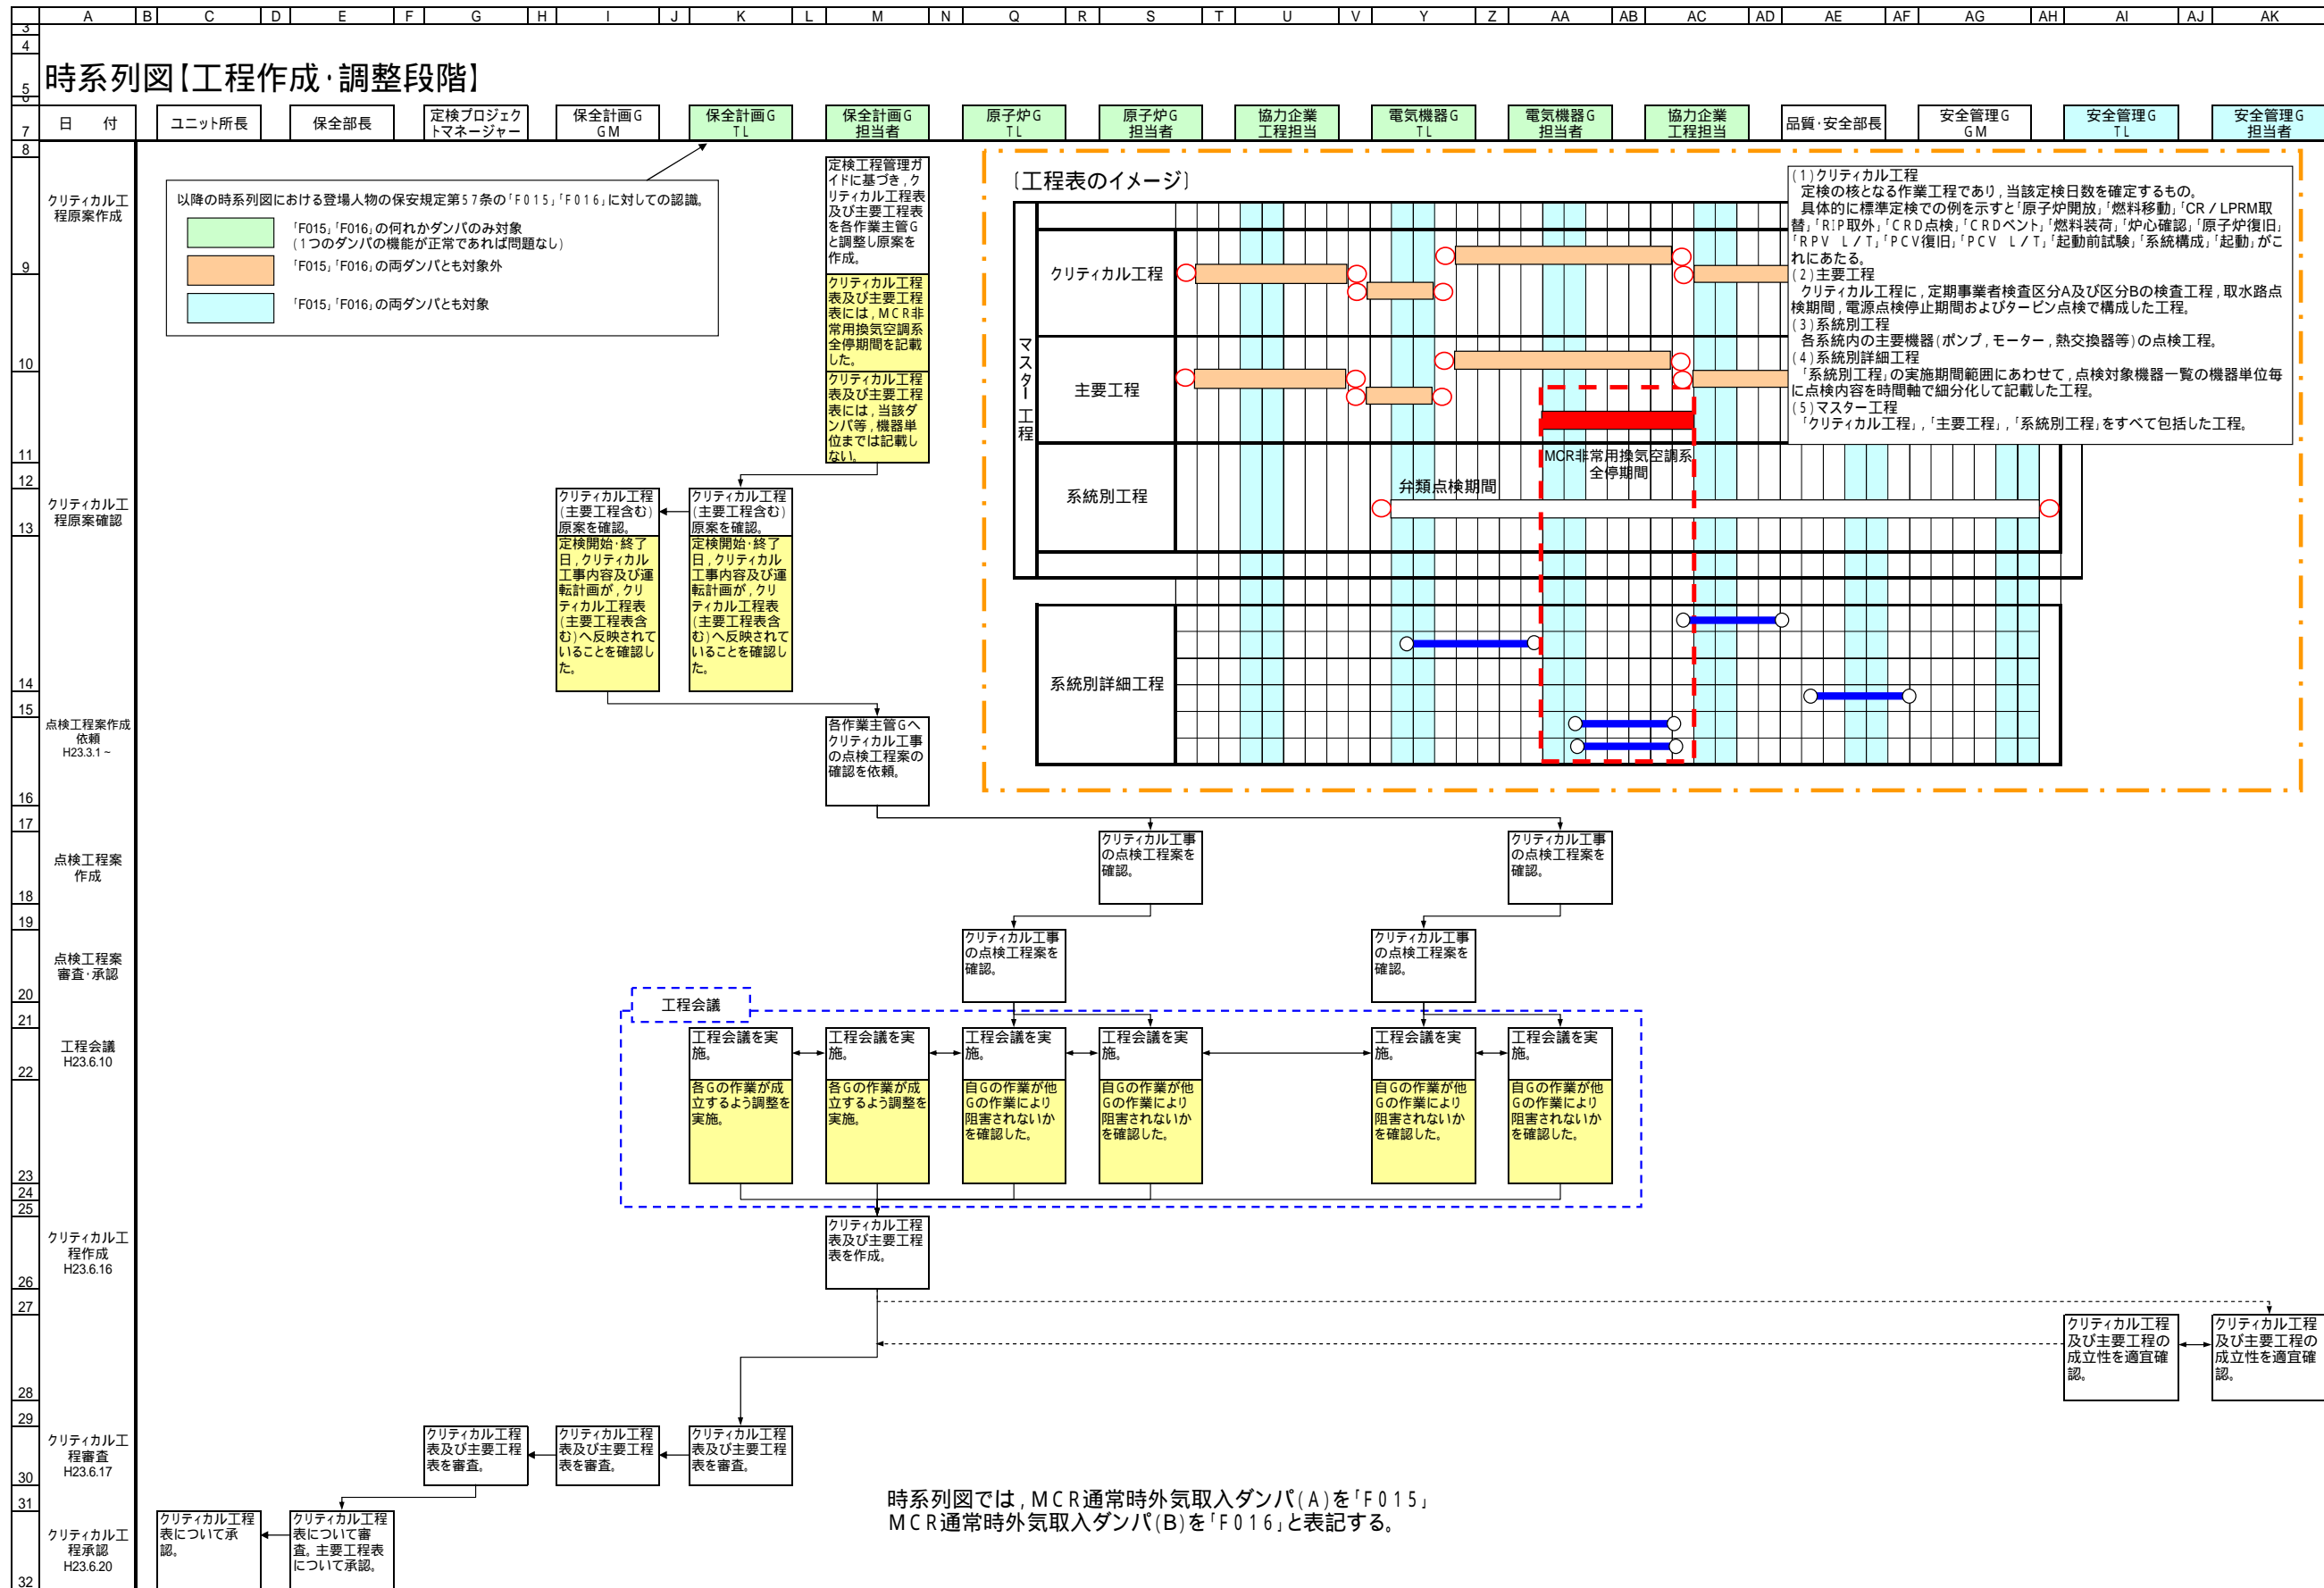 A B C D E F G H I J K L M N Q R S T U V Y Z AA AB AC AD AE AF AG AH AI AJ AK
3
4
5
6
7
8
9
10
11
12
13
14
15
16
17
18
19
20
21
22
23
24
25
26
27
28
29
30
31
32
時系列図【工程作成・調整段階】
日　付
ユニット所長
保全部長
定検プロジェク
トマネージャー
保全計画G
GM
保全計画G
TL
保全計画G
担当者
原子炉G
TL
原子炉G
担当者
協力企業
工程担当
電気機器G
TL
電気機器G
担当者
協力企業
工程担当
品質・安全部長
安全管理G
GM
安全管理G
TL
安全管理G
担当者
クリティカル工
程原案作成
以降の時系列図における登場人物の保安規定第57条の「F015」「F016」に対しての認識。
「F015」「F016」の何れかダンパのみ対象
(1つのダンパの機能が正常であれば問題なし)
「F015」「F016」の両ダンパとも対象外
「F015」「F016」の両ダンパとも対象
定検工程管理ガ
イドに基づき,ク
リティカル工程表
及び主要工程表
を各作業主管G
と調整し原案を
作成。
クリティカル工程
表及び主要工程
表には,MCR非
常用換気空調系
全停期間を記載
した。
クリティカル工程
表及び主要工程
表には,当該ダ
ンパ等,機器単
位までは記載し
ない。
[工程表のイメージ]
マスター工程
クリティカル工程
主要工程
系統別工程
系統別詳細工程
MCR非常用換気空調系
全停期間
弁類点検期間
(1)クリティカル工程
定検の核となる作業工程であり,当該定検日数を確定するもの。
具体的に標準定検での例を示すと「原子炉開放」「燃料移動」「CR/LPRM取
替」「RIP取外」「CRD点検」「CRDベント」「燃料装荷」「炉心確認」「原子炉復旧」
「RPV L/T」「PCV復旧」「PCV L/T」「起動前試験」「系統構成」「起動」がこ
れにあたる。
(2)主要工程
クリティカル工程に,定期事業者検査区分A及び区分Bの検査工程,取水路点
検期間,電源点検停止期間およびタービン点検で構成した工程。
(3)系統別工程
各系統内の主要機器(ポンプ,モーター,熱交換器等)の点検工程。
(4)系統別詳細工程
「系統別工程」の実施期間範囲にあわせて,点検対象機器一覧の機器単位毎
に点検内容を時間軸で細分化して記載した工程。
(5)マスター工程
「クリティカル工程」,「主要工程」,「系統別工程」をすべて包括した工程。
クリティカル工
程原案確認
クリティカル工程
(主要工程含む)
原案を確認。
定検開始・終了
日,クリティカル
工事内容及び運
転計画が,クリ
ティカル工程表
(主要工程表含
む)へ反映されて
いることを確認し
た。
クリティカル工程
(主要工程含む)
原案を確認。
定検開始・終了
日,クリティカル
工事内容及び運
転計画が,クリ
ティカル工程表
(主要工程表含
む)へ反映されて
いることを確認し
た。
点検工程案作成
依頼
H23.3.1~
各作業主管Gへ
クリティカル工事
の点検工程案の
確認を依頼。
点検工程案
作成
クリティカル工事
の点検工程案を
確認。
クリティカル工事
の点検工程案を
確認。
点検工程案
審査・承認
クリティカル工事
の点検工程案を
確認。
クリティカル工事
の点検工程案を
確認。
工程会議
工程会議
H23.6.10
工程会議を実
施。
工程会議を実
施。
工程会議を実
施。
工程会議を実
施。
工程会議を実
施。
工程会議を実
施。
各Gの作業が成
立するよう調整を
実施。
各Gの作業が成
立するよう調整を
実施。
自Gの作業が他
Gの作業により
阻害されないか
を確認した。
自Gの作業が他
Gの作業により
阻害されないか
を確認した。
自Gの作業が他
Gの作業により
阻害されないか
を確認した。
自Gの作業が他
Gの作業により
阻害されないか
を確認した。
クリティカル工
程作成
H23.6.16
クリティカル工程
表及び主要工程
表を作成。
クリティカル工程
及び主要工程の
成立性を適宜確
認。
クリティカル工程
及び主要工程の
成立性を適宜確
認。
クリティカル工
程審査
H23.6.17
クリティカル工程
表及び主要工程
表を審査。
クリティカル工程
表及び主要工程
表を審査。
クリティカル工程
表及び主要工程
表を審査。
クリティカル工
程承認
H23.6.20
クリティカル工程
表について承
認。
クリティカル工程
表について審
査。主要工程表
について承認。
時系列図では,MCR通常時外気取入ダンパ(A)を「F015」
MCR通常時外気取入ダンパ(B)を「F016」と表記する。